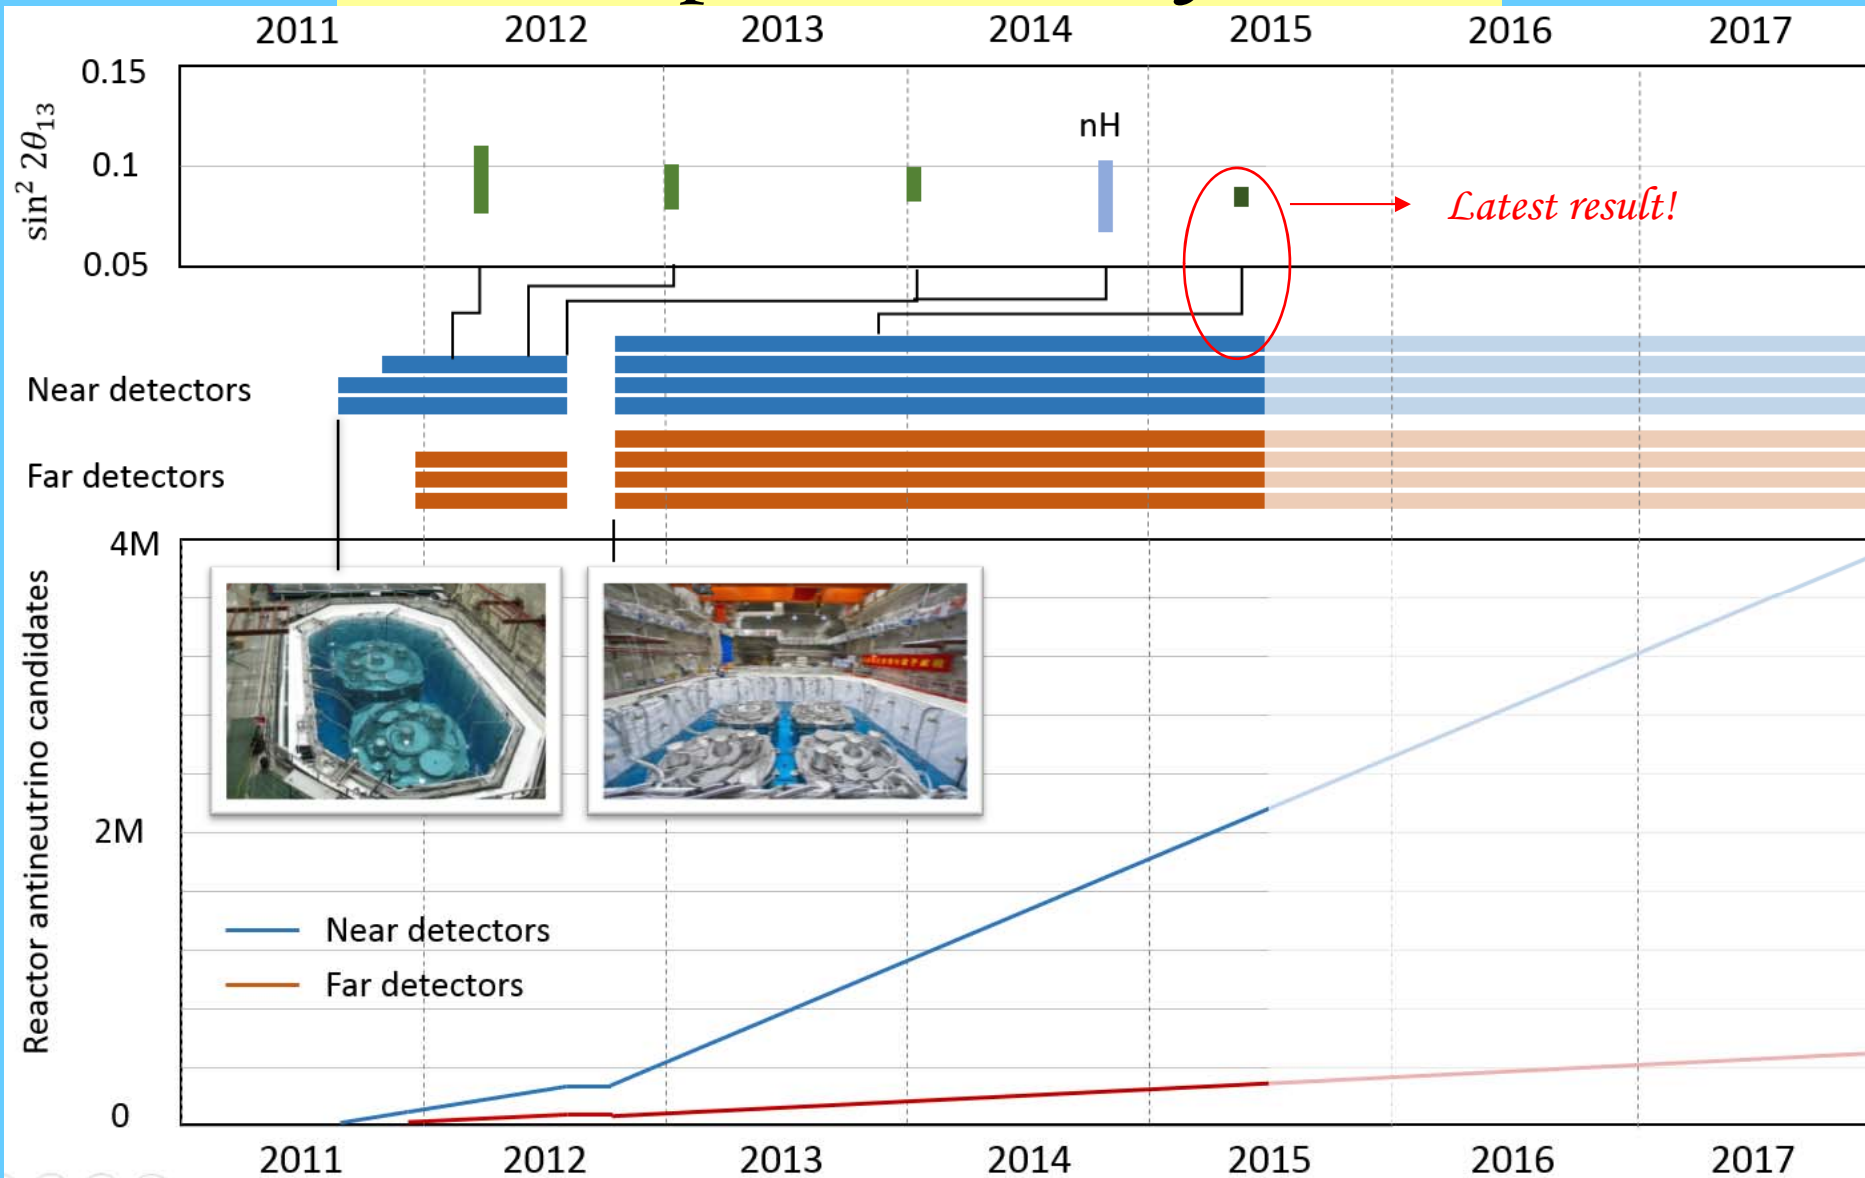 2011 2012 2013 2014 2015 2016 2017
0.15
0.1
0.05
sin² 2θ₁₃
nH
Latest result!
Near detectors
Far detectors
4M
2M
0
Reactor antineutrino candidates
Near detectors
Far detectors
2011 2012 2013 2014 2015 2016 2017